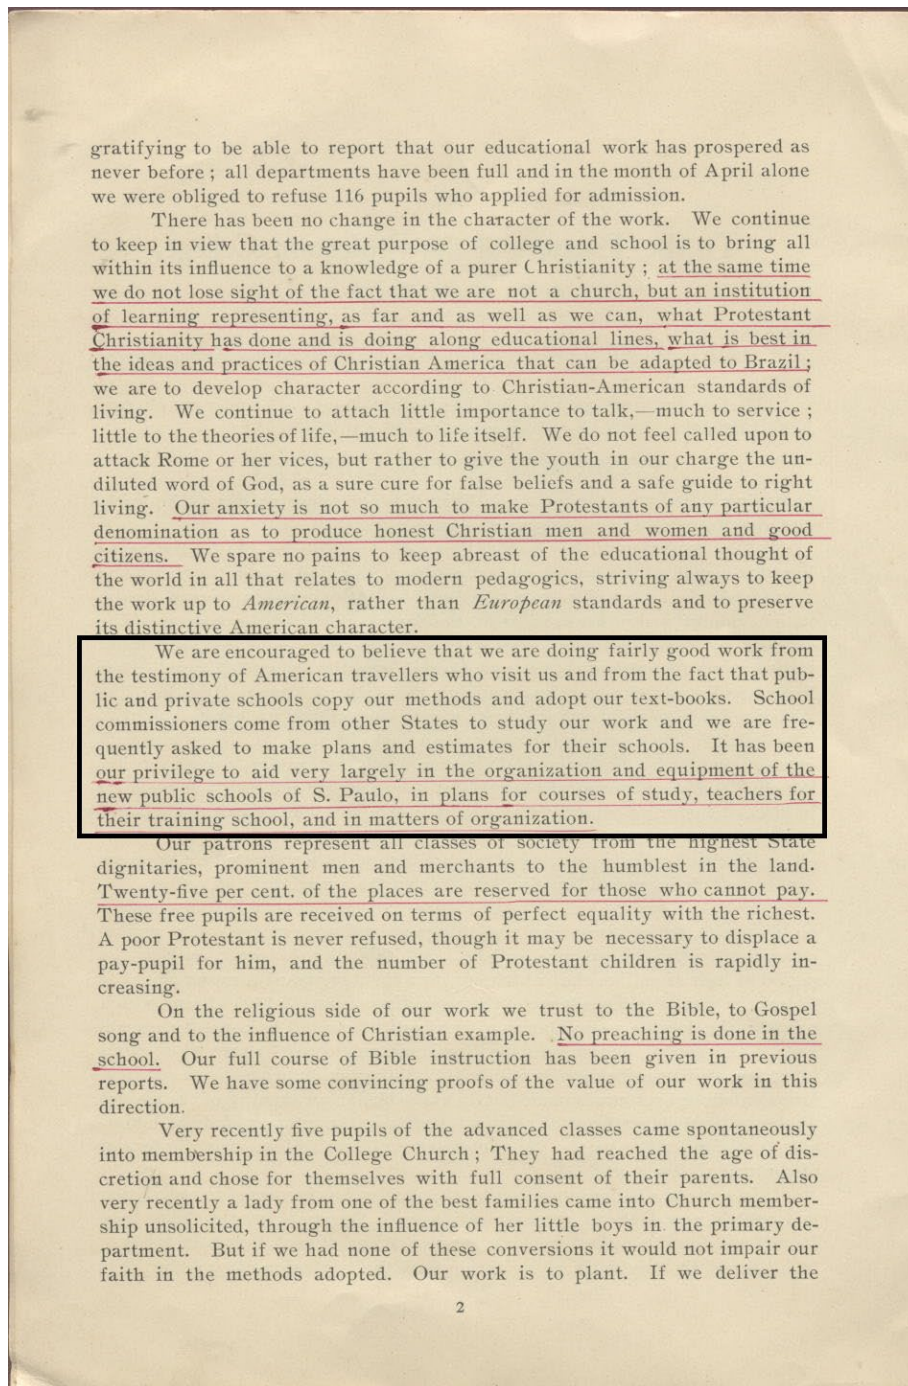 gratifying to be able to report that our educational work has prospered as
never before ; all departments have been full and in the month of April alone
we were obliged to refuse 116 pupils who applied for admission.
There has been no change in the character of the work. We continue
to keep in view that the great purpose of college and school is to bring all
within its influence to a knowledge of a purer Christianity ; at the same time
we do not lose sight of the fact that we are not a church, but an institution
of learning representing, as far and as well as we can, what Protestant
Christianity has done and is doing along educational lines, what is best in
the ideas and practices of Christian America that can be adapted to Brazil ;
we are to develop character according to Christian-American standards of
living. We continue to attach little importance to talk,—much to service ;
little to the theories of life,—much to life itself. We do not feel called upon to
attack Rome or her vices, but rather to give the youth in our charge the un-
diluted word of God, as a sure cure for false beliefs and a safe guide to right
living. Our anxiety is not so much to make Protestants of any particular
denomination as to produce honest Christian men and women and good
citizens. We spare no pains to keep abreast of the educational thought of
the world in all that relates to modern pedagogics, striving always to keep
the work up to American, rather than European standards and to preserve
its distinctive American character.
We are encouraged to believe that we are doing fairly good work from
the testimony of American travellers who visit us and from the fact that pub-
lic and private schools copy our methods and adopt our text-books. School
commissioners come from other States to study our work and we are fre-
quently asked to make plans and estimates for their schools. It has been
our privilege to aid very largely in the organization and equipment of the
new public schools of S. Paulo, in plans for courses of study, teachers for
their training school, and in matters of organization.
Our patrons represent all classes of society from the highest State
dignitaries, prominent men and merchants to the humblest in the land.
Twenty-five per cent. of the places are reserved for those who cannot pay.
These free pupils are received on terms of perfect equality with the richest.
A poor Protestant is never refused, though it may be necessary to displace a
pay-pupil for him, and the number of Protestant children is rapidly in-
creasing.
On the religious side of our work we trust to the Bible, to Gospel
song and to the influence of Christian example. No preaching is done in the
school. Our full course of Bible instruction has been given in previous
reports. We have some convincing proofs of the value of our work in this
direction.
Very recently five pupils of the advanced classes came spontaneously
into membership in the College Church ; They had reached the age of dis-
cretion and chose for themselves with full consent of their parents. Also
very recently a lady from one of the best families came into Church member-
ship unsolicited, through the influence of her little boys in the primary de-
partment. But if we had none of these conversions it would not impair our
faith in the methods adopted. Our work is to plant. If we deliver the
2